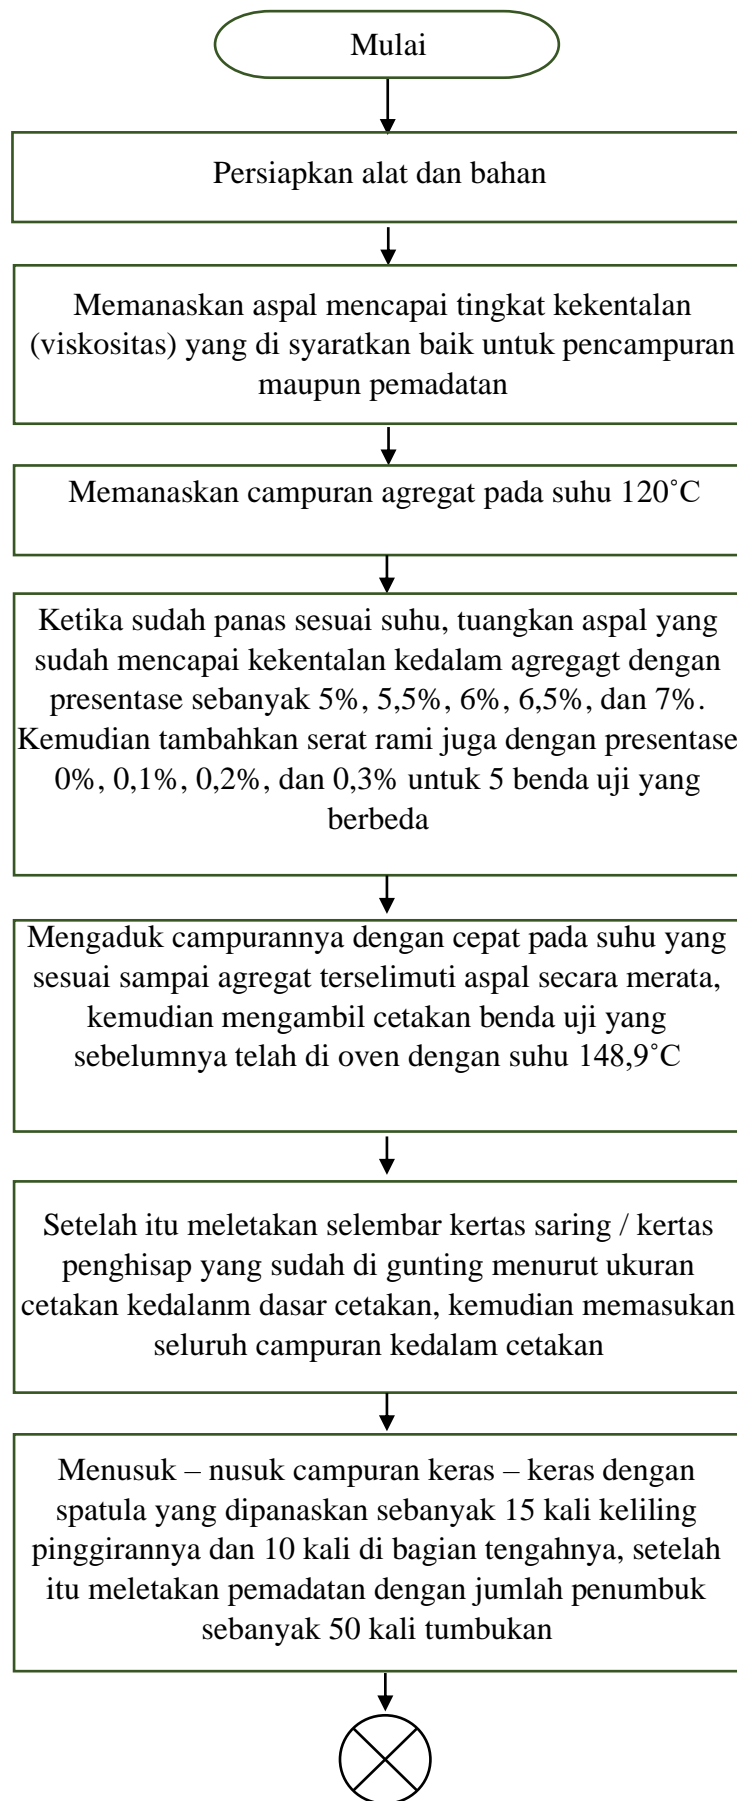 Mulai
Persiapkan alat dan bahan
Memanaskan aspal mencapai tingkat kekentalan
(viskositas) yang di syaratkan baik untuk pencampuran
maupun pemadatan
Memanaskan campuran agregat pada suhu 120˚C
Ketika sudah panas sesuai suhu, tuangkan aspal yang
sudah mencapai kekentalan kedalam agregagt dengan
presentase sebanyak 5%, 5,5%, 6%, 6,5%, dan 7%.
Kemudian tambahkan serat rami juga dengan presentase
0%, 0,1%, 0,2%, dan 0,3% untuk 5 benda uji yang
berbeda
Mengaduk campurannya dengan cepat pada suhu yang
sesuai sampai agregat terselimuti aspal secara merata,
kemudian mengambil cetakan benda uji yang
sebelumnya telah di oven dengan suhu 148,9˚C
Setelah itu meletakan selembar kertas saring / kertas
penghisap yang sudah di gunting menurut ukuran
cetakan kedalanm dasar cetakan, kemudian memasukan
seluruh campuran kedalam cetakan
Menusuk – nusuk campuran keras – keras dengan
spatula yang dipanaskan sebanyak 15 kali keliling
pinggirannya dan 10 kali di bagian tengahnya, setelah
itu meletakan pemadatan dengan jumlah penumbuk
sebanyak 50 kali tumbukan